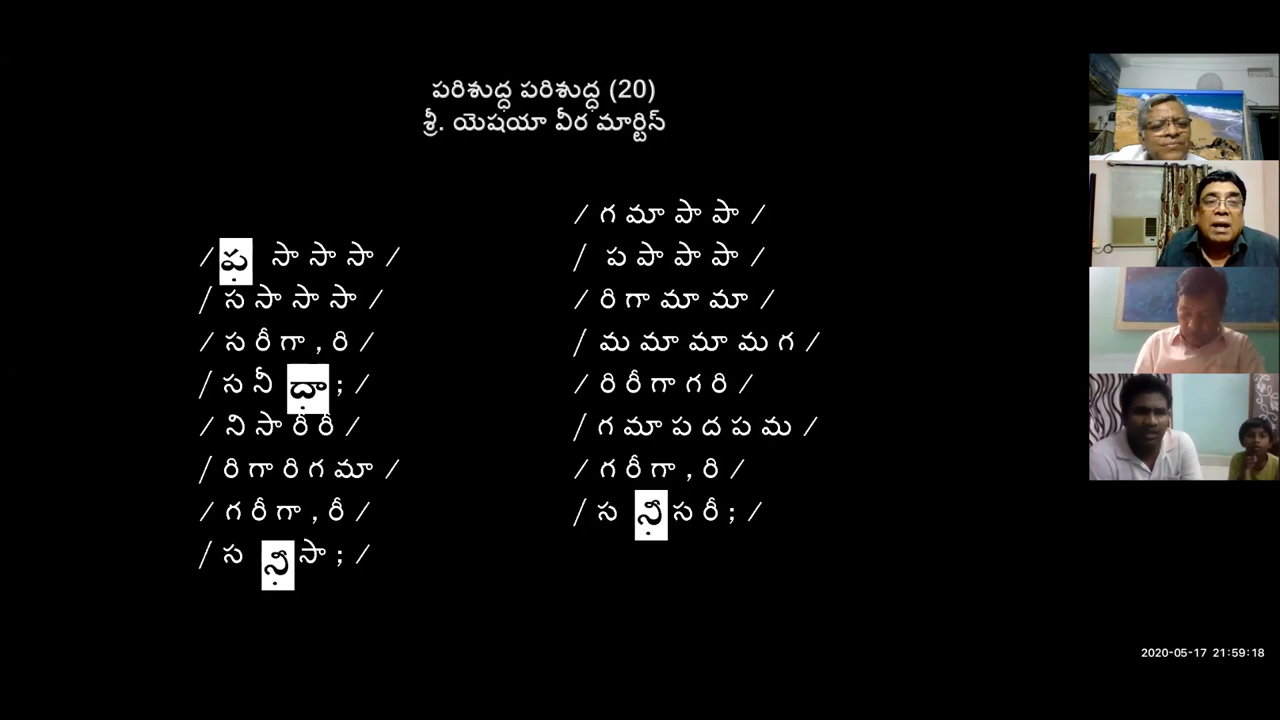 పరిశుద్ధ పరిశుద్ధ (20)
శ్రీ. యెషయా వీర మార్టిస్
/ ప̣ సా సా సా /
/ స సా సా సా /
/ స రీ గా , రి /
/ స నీ దా̣ ; /
/ ని సా రీ రీ /
/ రి గా రి గ మా /
/ గ రీ గా , రీ /
/ స నీ̣ సా ; /
/ గ మా పా పా /
/ ప పా పా పా /
/ రి గా మా మా /
/ మ మా మా మ గ /
/ రి రీ గా గ రి /
/ గ మా ప ద ప మ /
/ గ రీ గా , రి /
/ స నీ̣ స రీ ; /
2020-05-17 21:59:18